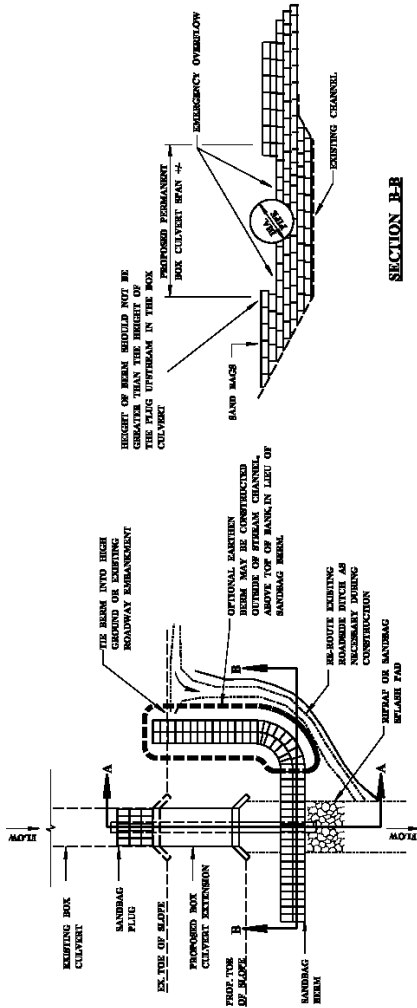 FLOW
EXISTING BOX
CULVERT
SANDBAG
PLUG
EX. TOE OF SLOPE
PROPOSED BOX
CULVERT EXTENSION
PROP. TOE
OF SLOPE
SANDBAG
BERM
A
A
B
B
FLOW
TIE BERM INTO HIGH
GROUND OR EXISTING
ROADWAY EMBANKMENT
OPTIONAL EARTHEN
BERM MAY BE CONSTRUCTED
OUTSIDE OF STREAM CHANNEL,
ABOVE TOP OF BANK, IN LIEU OF
SANDBAG BERM.
RE-ROUTE EXISTING
ROADSIDE DITCH AS
NECESSARY DURING
CONSTRUCTION
RIPRAP OR SANDBAG
SPLASH PAD
HEIGHT OF BERM SHOULD NOT BE
GREATER THAN THE HEIGHT OF
THE PLUG UPSTREAM IN THE BOX
CULVERT
SAND BAGS
PROPOSED PERMANENT
BOX CULVERT SPAN +/-
EMERGENCY OVERFLOW
DIA.
PIPE
EXISTING CHANNEL
SECTION B-B